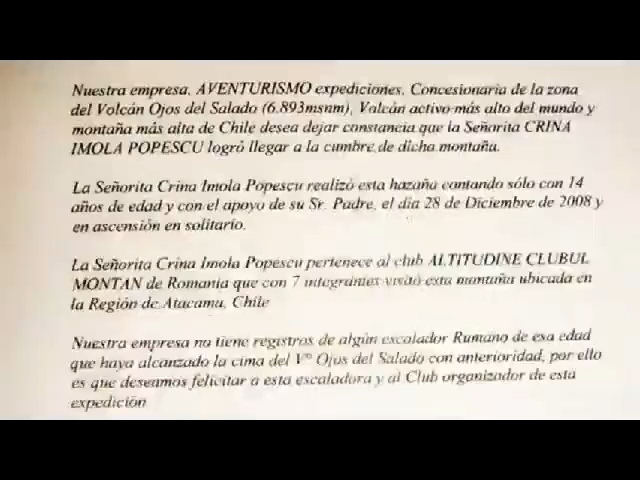 Nuestra empresa, AVENTURISMO expediciones, Concesionaria de la zona
del Volcán Ojos del Salado (6.893msnm), Volcán activo más alto del mundo y
montaña más alta de Chile desea dejar constancia que la Señorita CRINA
IMOLA POPESCU logró llegar a la cumbre de dicha montaña.
La Señorita Crina Imola Popescu realizó esta hazaña contando sólo con 14
años de edad y con el apoyo de su Sr. Padre, el día 28 de Diciembre de 2008 y
en ascensión en solitario.
La Señorita Crina Imola Popescu pertenece al club ALTITUDINE CLUBUL
MONTAN de Romania que con 7 integrantes visitó esta montaña ubicada en
la Región de Atacama, Chile
Nuestra empresa no tiene registros de algún escalador Rumano de esa edad
que haya alcanzado la cima del Vº Ojos del Salado con anterioridad, por ello
es que deseamos felicitar a esta escaladora y al Club organizador de esta
expedición